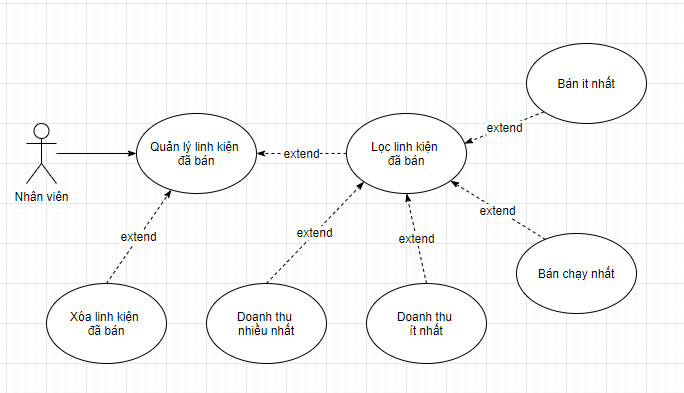 Bán ít nhất
extend
Quản lý linh kiện
đã bán
extend
Lọc linh kiện
đã bán
Nhân viên
extend
extend
extend
extend
Bán chạy nhất
Xóa linh kiện
đã bán
Doanh thu
nhiều nhất
Doanh thu
ít nhất